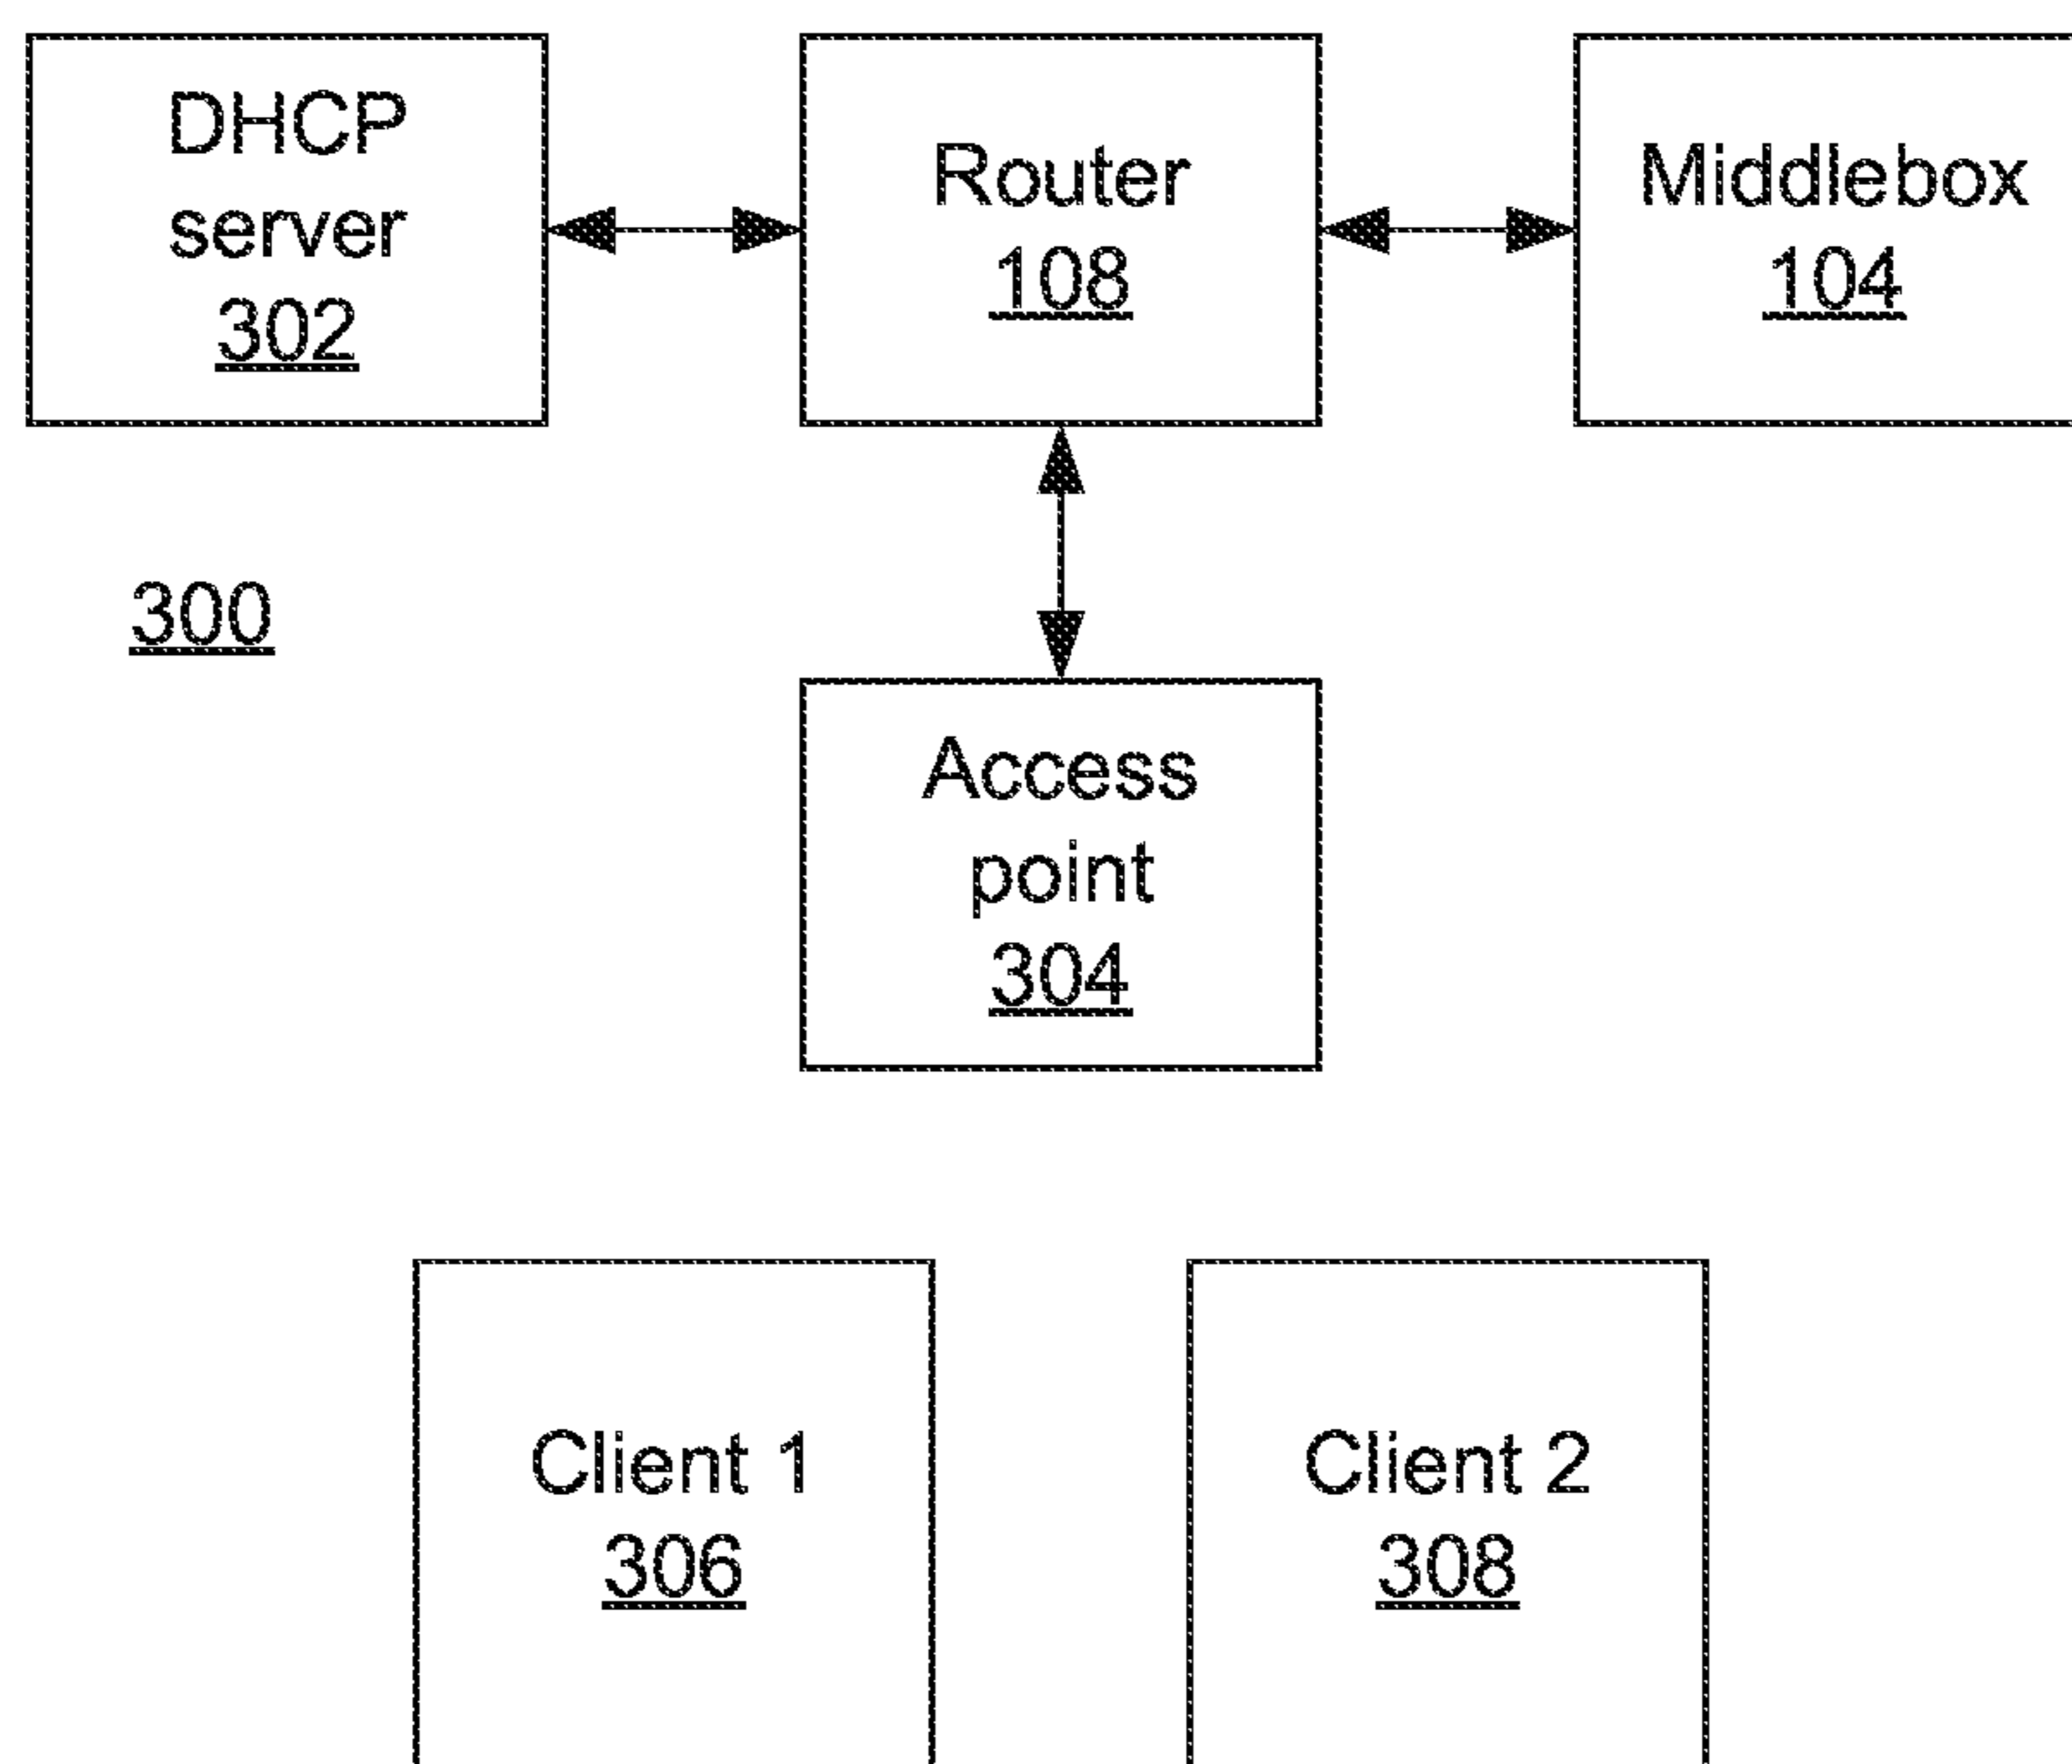 DHCP
server
302
Router
108
Middlebox
104
300
Access
point
304
Client 1
306
Client 2
308